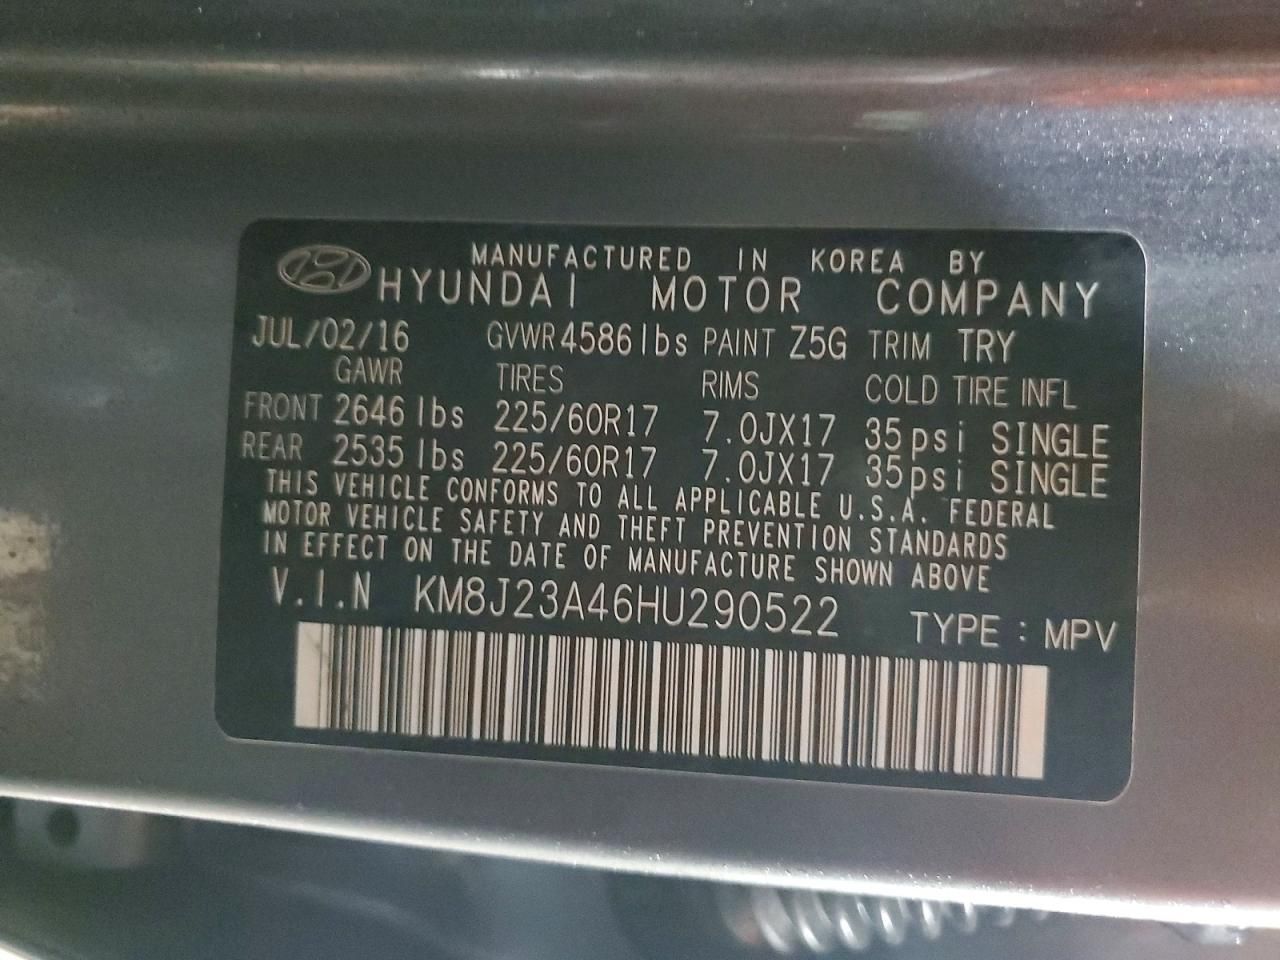 MANUFACTURED IN KOREA BY
HYUNDAI MOTOR COMPANY
JUL/02/16 GVWR 4586 lbs PAINT Z5G TRIM TRY
GAWR TIRES RIMS COLD TIRE INFL
FRONT 2646 lbs 225/60R17 7.0JX17 35psi SINGLE
REAR 2535 lbs 225/60R17 7.0JX17 35psi SINGLE
THIS VEHICLE CONFORMS TO ALL APPLICABLE U.S.A. FEDERAL
MOTOR VEHICLE SAFETY AND THEFT PREVENTION STANDARDS
IN EFFECT ON THE DATE OF MANUFACTURE SHOWN ABOVE
V.I.N KM8J23A46HU290522 TYPE : MPV